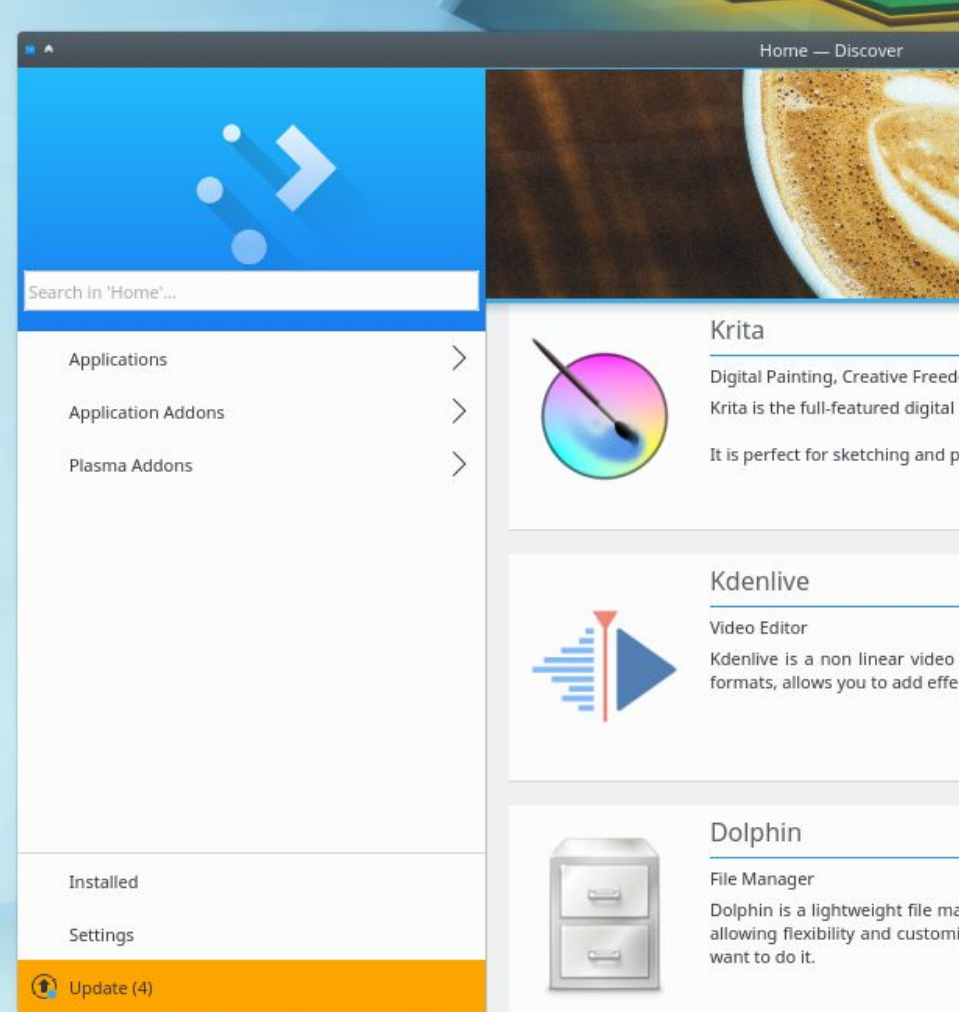 Home — Discover
Search in 'Home'...
Applications
Application Addons
Plasma Addons
Installed
Settings
Update (4)
Krita
Digital Painting, Creative Freed
Krita is the full-featured digital
It is perfect for sketching and p
Kdenlive
Video Editor
Kdenlive is a non linear video
formats, allows you to add effe
Dolphin
File Manager
Dolphin is a lightweight file ma
allowing flexibility and customi
want to do it.